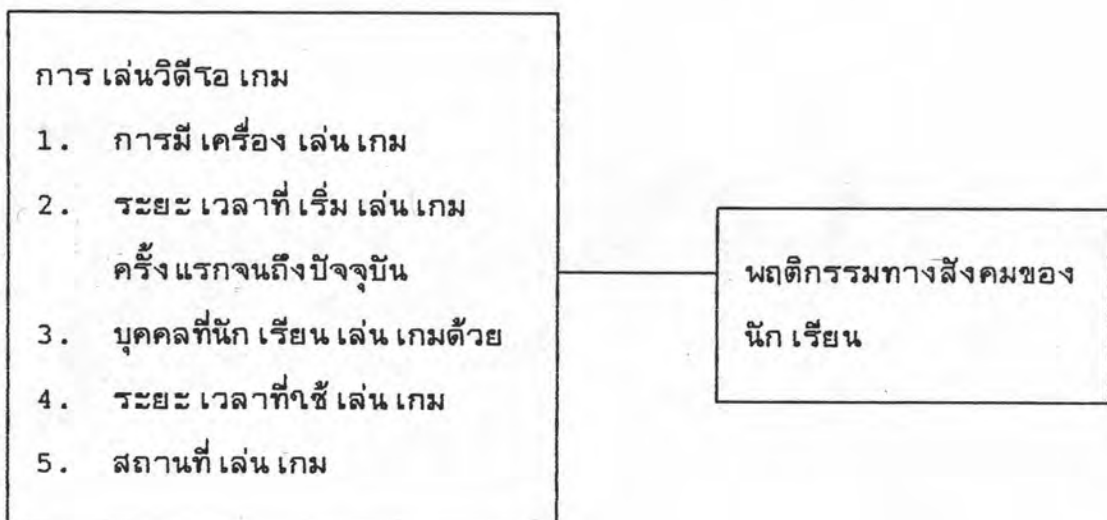 การเล่นวิดีโอเกม
1. การมีเครื่องเล่นเกม
2. ระยะเวลาที่เริ่มเล่นเกม
ครั้งแรกจนถึงปัจจุบัน
3. บุคคลที่นักเรียนเล่นเกมด้วย
4. ระยะเวลาที่ใช้เล่นเกม
5. สถานที่เล่นเกม
พฤติกรรมทางสังคมของ
นักเรียน